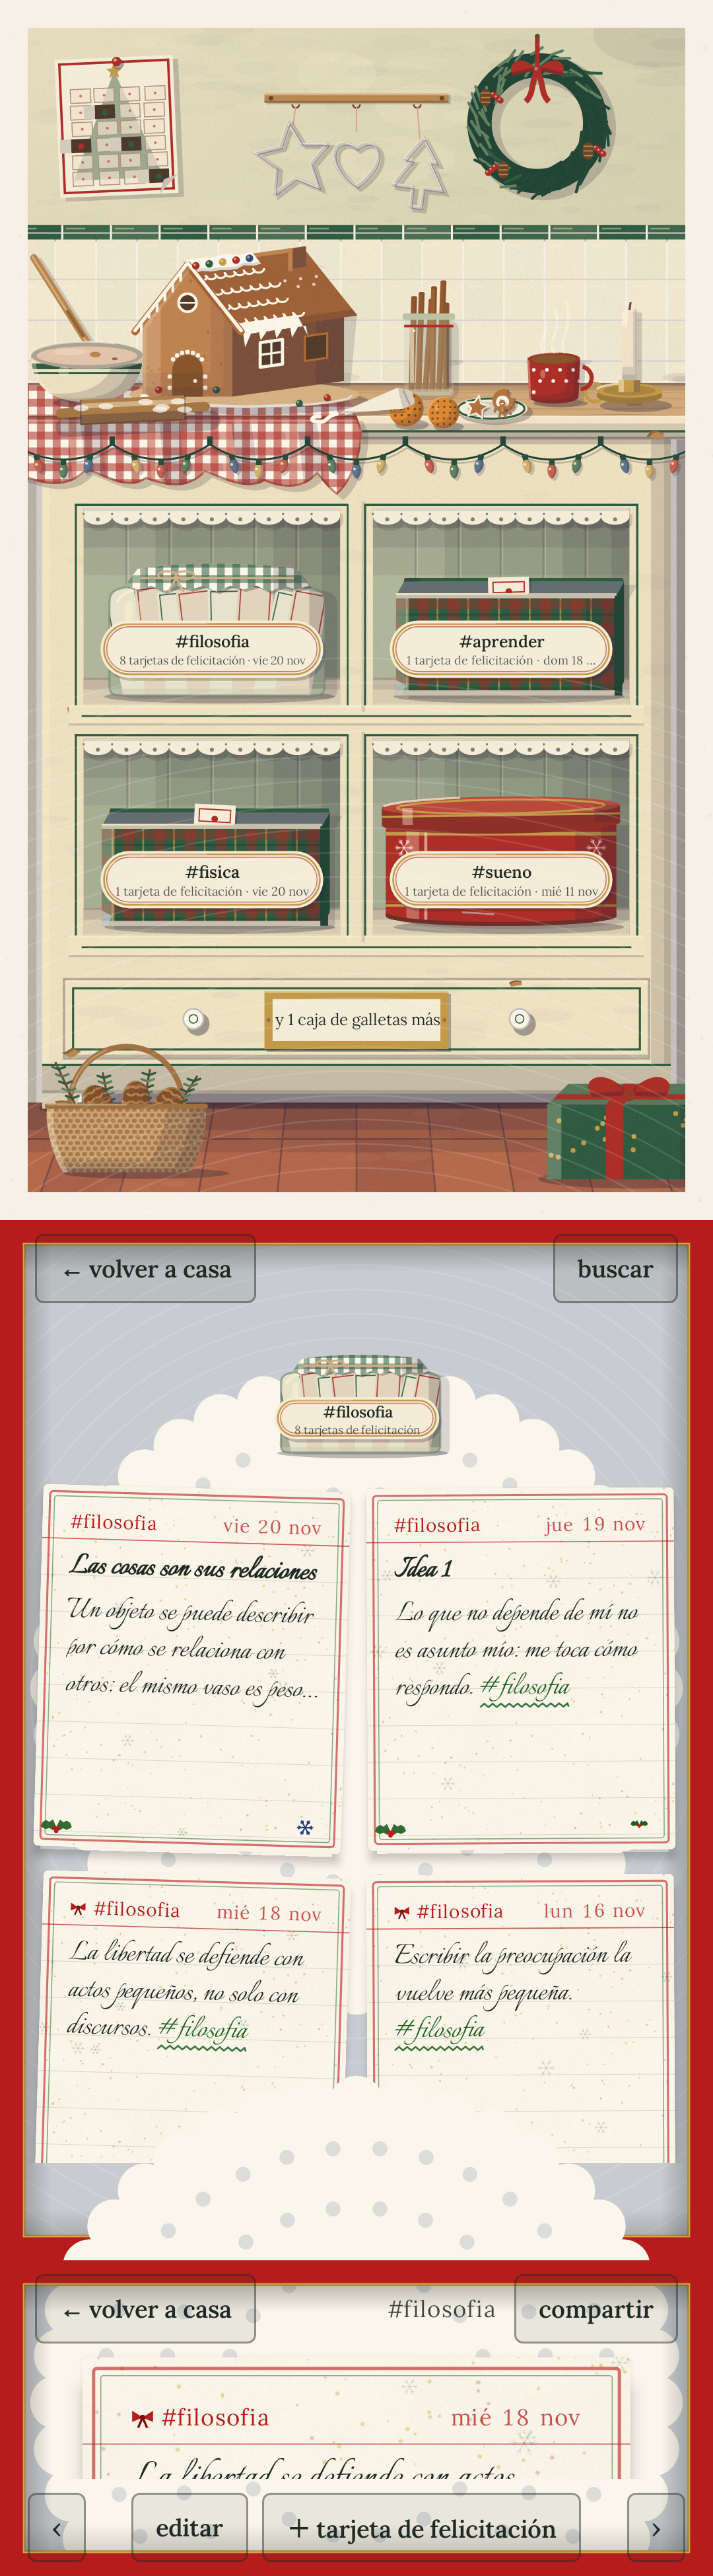 #filosofia
8 tarjetas de felicitación · vie 20 nov
#aprender
1 tarjeta de felicitación · dom 18 ...
#fisica
1 tarjeta de felicitación · vie 20 nov
#sueno
1 tarjeta de felicitación · mié 11 nov
y 1 caja de galletas más
← volver a casa
buscar
#filosofia
8 tarjetas de felicitación
#filosofia vie 20 nov
Las cosas son sus relaciones
Un objeto se puede describir
por cómo se relaciona con
otros: el mismo vaso es peso...
#filosofia jue 19 nov
Idea 1
Lo que no depende de mí no
es asunto mío: me toca cómo
respondo. #filosofia
#filosofia mié 18 nov
La libertad se defiende con
actos pequeños, no solo con
discursos. #filosofia
#filosofia lun 16 nov
Escribir la preocupación la
vuelve más pequeña.
#filosofia
← volver a casa
#filosofia
compartir
#filosofia mié 18 nov
La libertad se defiende con actos
‹
editar
+ tarjeta de felicitación
›